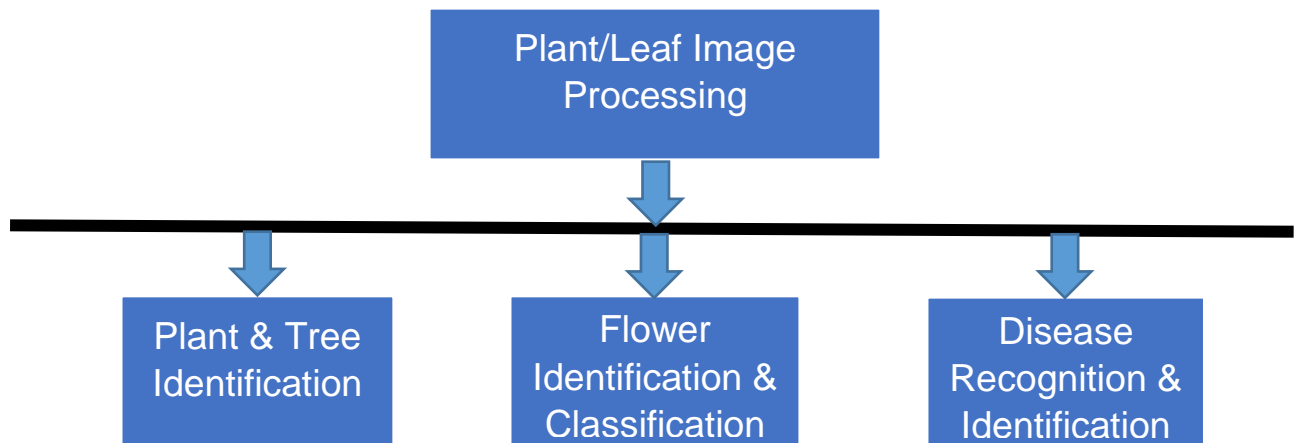 Plant/Leaf Image
Processing
Plant & Tree
Identification
Flower
Identification &
Classification
Disease
Recognition &
Identification